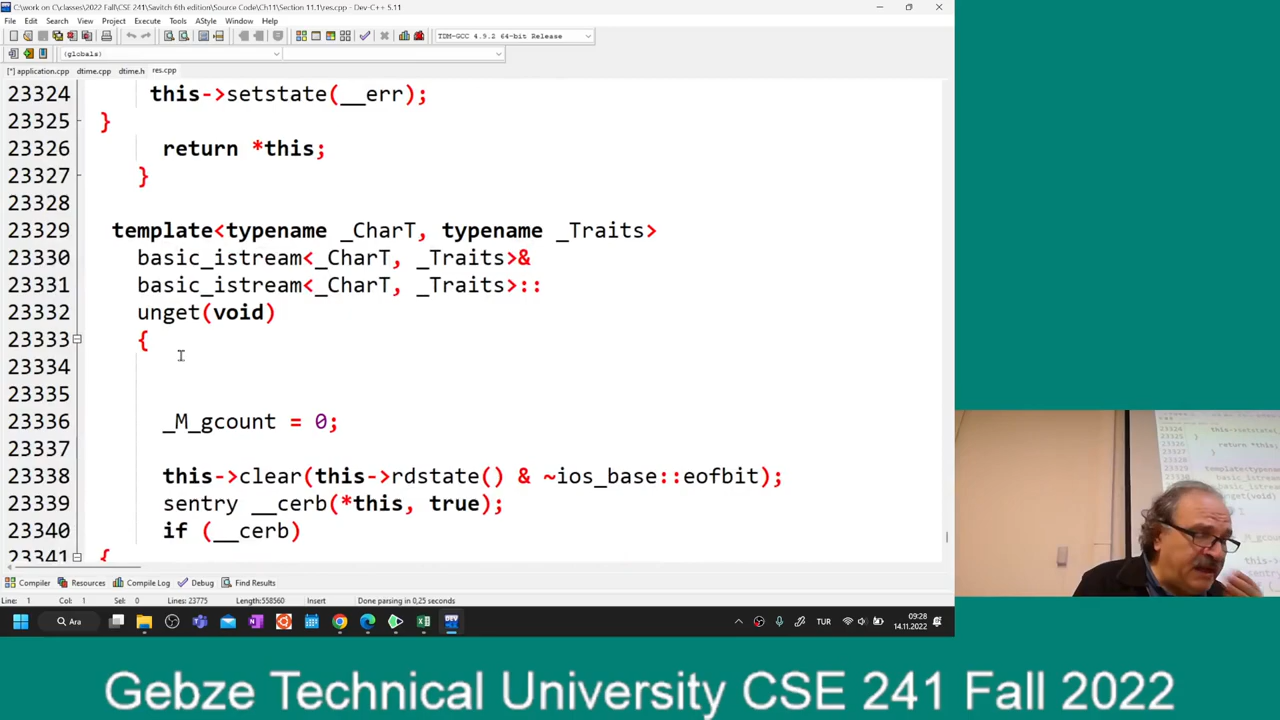 C:\work on C\classes\2022 Fall\CSE 241\Savitch 6th edition\Source Code\Ch11\Section 11.1\res.cpp - Dev-C++ 5.11
File Edit Search View Project Execute Tools AStyle Window Help
TDM-GCC 4.9.2 64-bit Release
(globals)
[*] application.cpp dtime.cpp dtime.h res.cpp
23324 this->setstate(__err);
23325 }
23326 return *this;
23327 }
23328
23329 template<typename _CharT, typename _Traits>
23330 basic_istream<_CharT, _Traits>&
23331 basic_istream<_CharT, _Traits>::
23332 unget(void)
23333 {
23334
23335
23336 _M_gcount = 0;
23337
23338 this->clear(this->rdstate() & ~ios_base::eofbit);
23339 sentry __cerb(*this, true);
23340 if (__cerb)
23341 {
Compiler Resources Compile Log Debug Find Results
Line: 1 Col: 1 Sel: 0 Lines: 23775 Length: 558560 Insert Done parsing in 0,25 seconds
Ara TUR 09:28
14.11.2022
Gebze Technical University CSE 241 Fall 2022